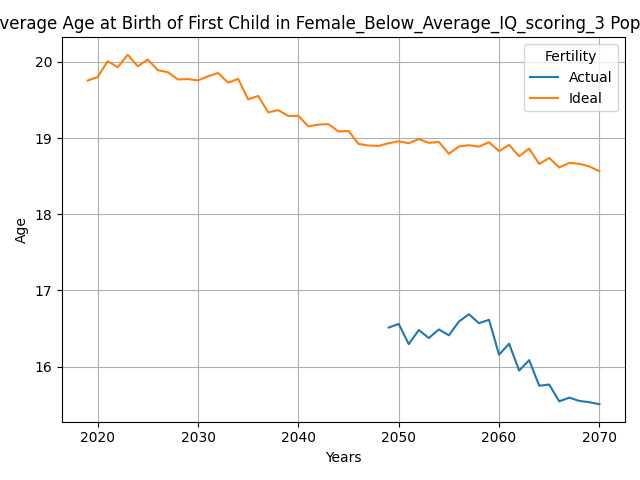 verage Age at Birth of First Child in Female_Below_Average_IQ_scoring_3 Pop
Fertility
Actual
Ideal
20
19
18
17
16
Age
2020 2030 2040 2050 2060 2070
Years